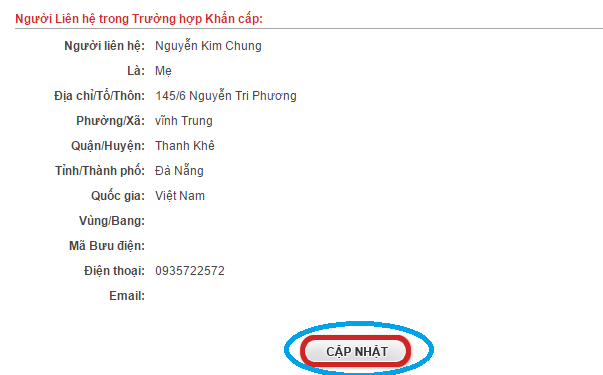 Người Liên hệ trong Trường hợp Khẩn cấp:
Người liên hệ: Nguyễn Kim Chung
Là: Mẹ
Địa chỉ/Tổ/Thôn: 145/6 Nguyễn Tri Phương
Phường/Xã: vĩnh Trung
Quận/Huyện: Thanh Khê
Tỉnh/Thành phố: Đà Nẵng
Quốc gia: Việt Nam
Vùng/Bang:
Mã Bưu điện:
Điện thoại: 0935722572
Email:
CẬP NHẬT